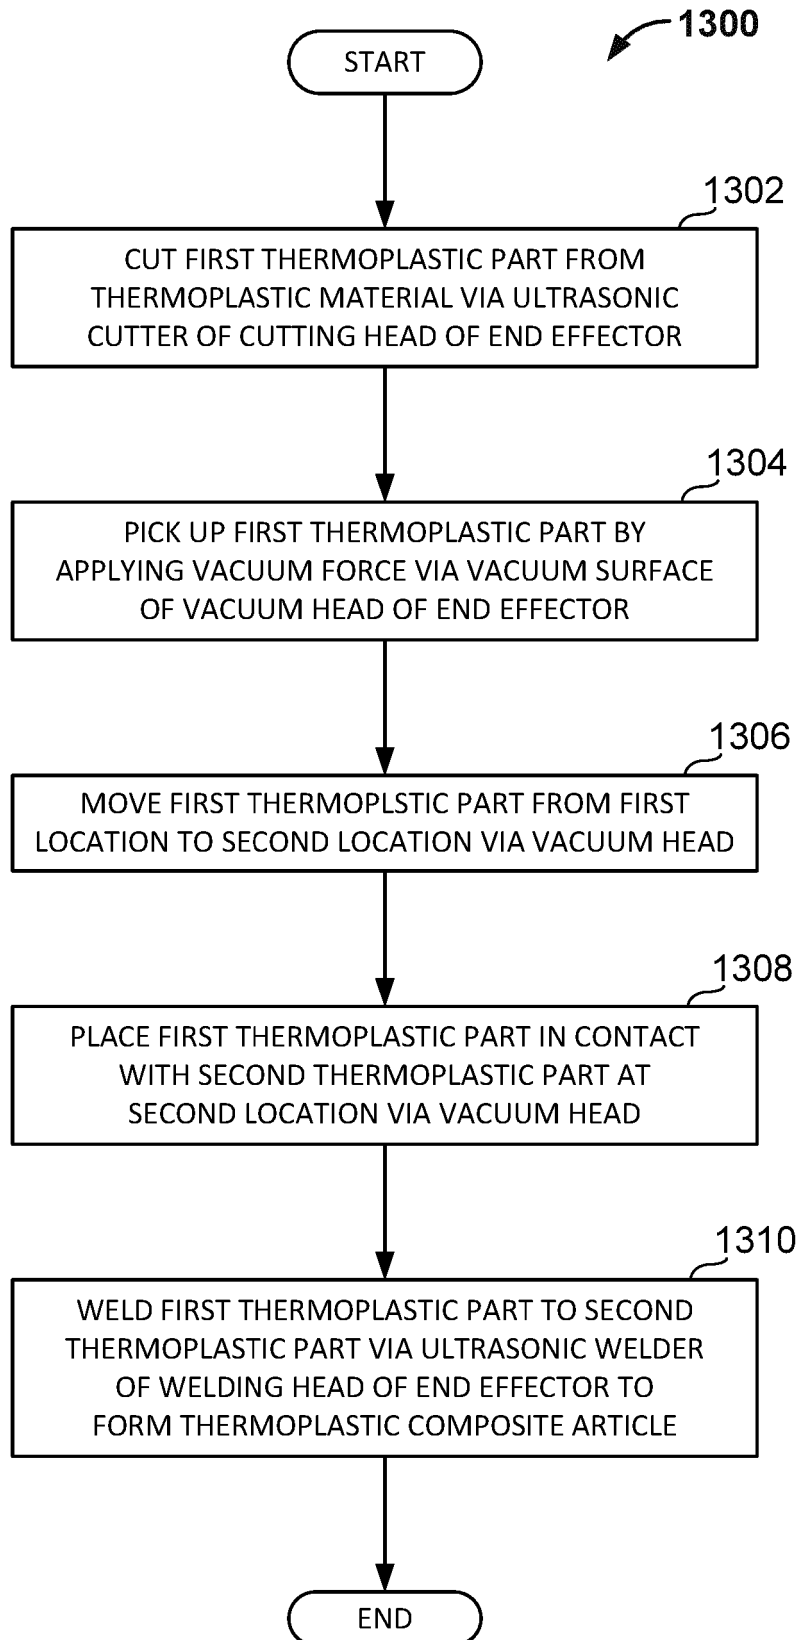 1300
START
1302
CUT FIRST THERMOPLASTIC PART FROM
THERMOPLASTIC MATERIAL VIA ULTRASONIC
CUTTER OF CUTTING HEAD OF END EFFECTOR
1304
PICK UP FIRST THERMOPLASTIC PART BY
APPLYING VACUUM FORCE VIA VACUUM SURFACE
OF VACUUM HEAD OF END EFFECTOR
1306
MOVE FIRST THERMOPLSTIC PART FROM FIRST
LOCATION TO SECOND LOCATION VIA VACUUM HEAD
1308
PLACE FIRST THERMOPLASTIC PART IN CONTACT
WITH SECOND THERMOPLASTIC PART AT
SECOND LOCATION VIA VACUUM HEAD
1310
WELD FIRST THERMOPLASTIC PART TO SECOND
THERMOPLASTIC PART VIA ULTRASONIC WELDER
OF WELDING HEAD OF END EFFECTOR TO
FORM THERMOPLASTIC COMPOSITE ARTICLE
END